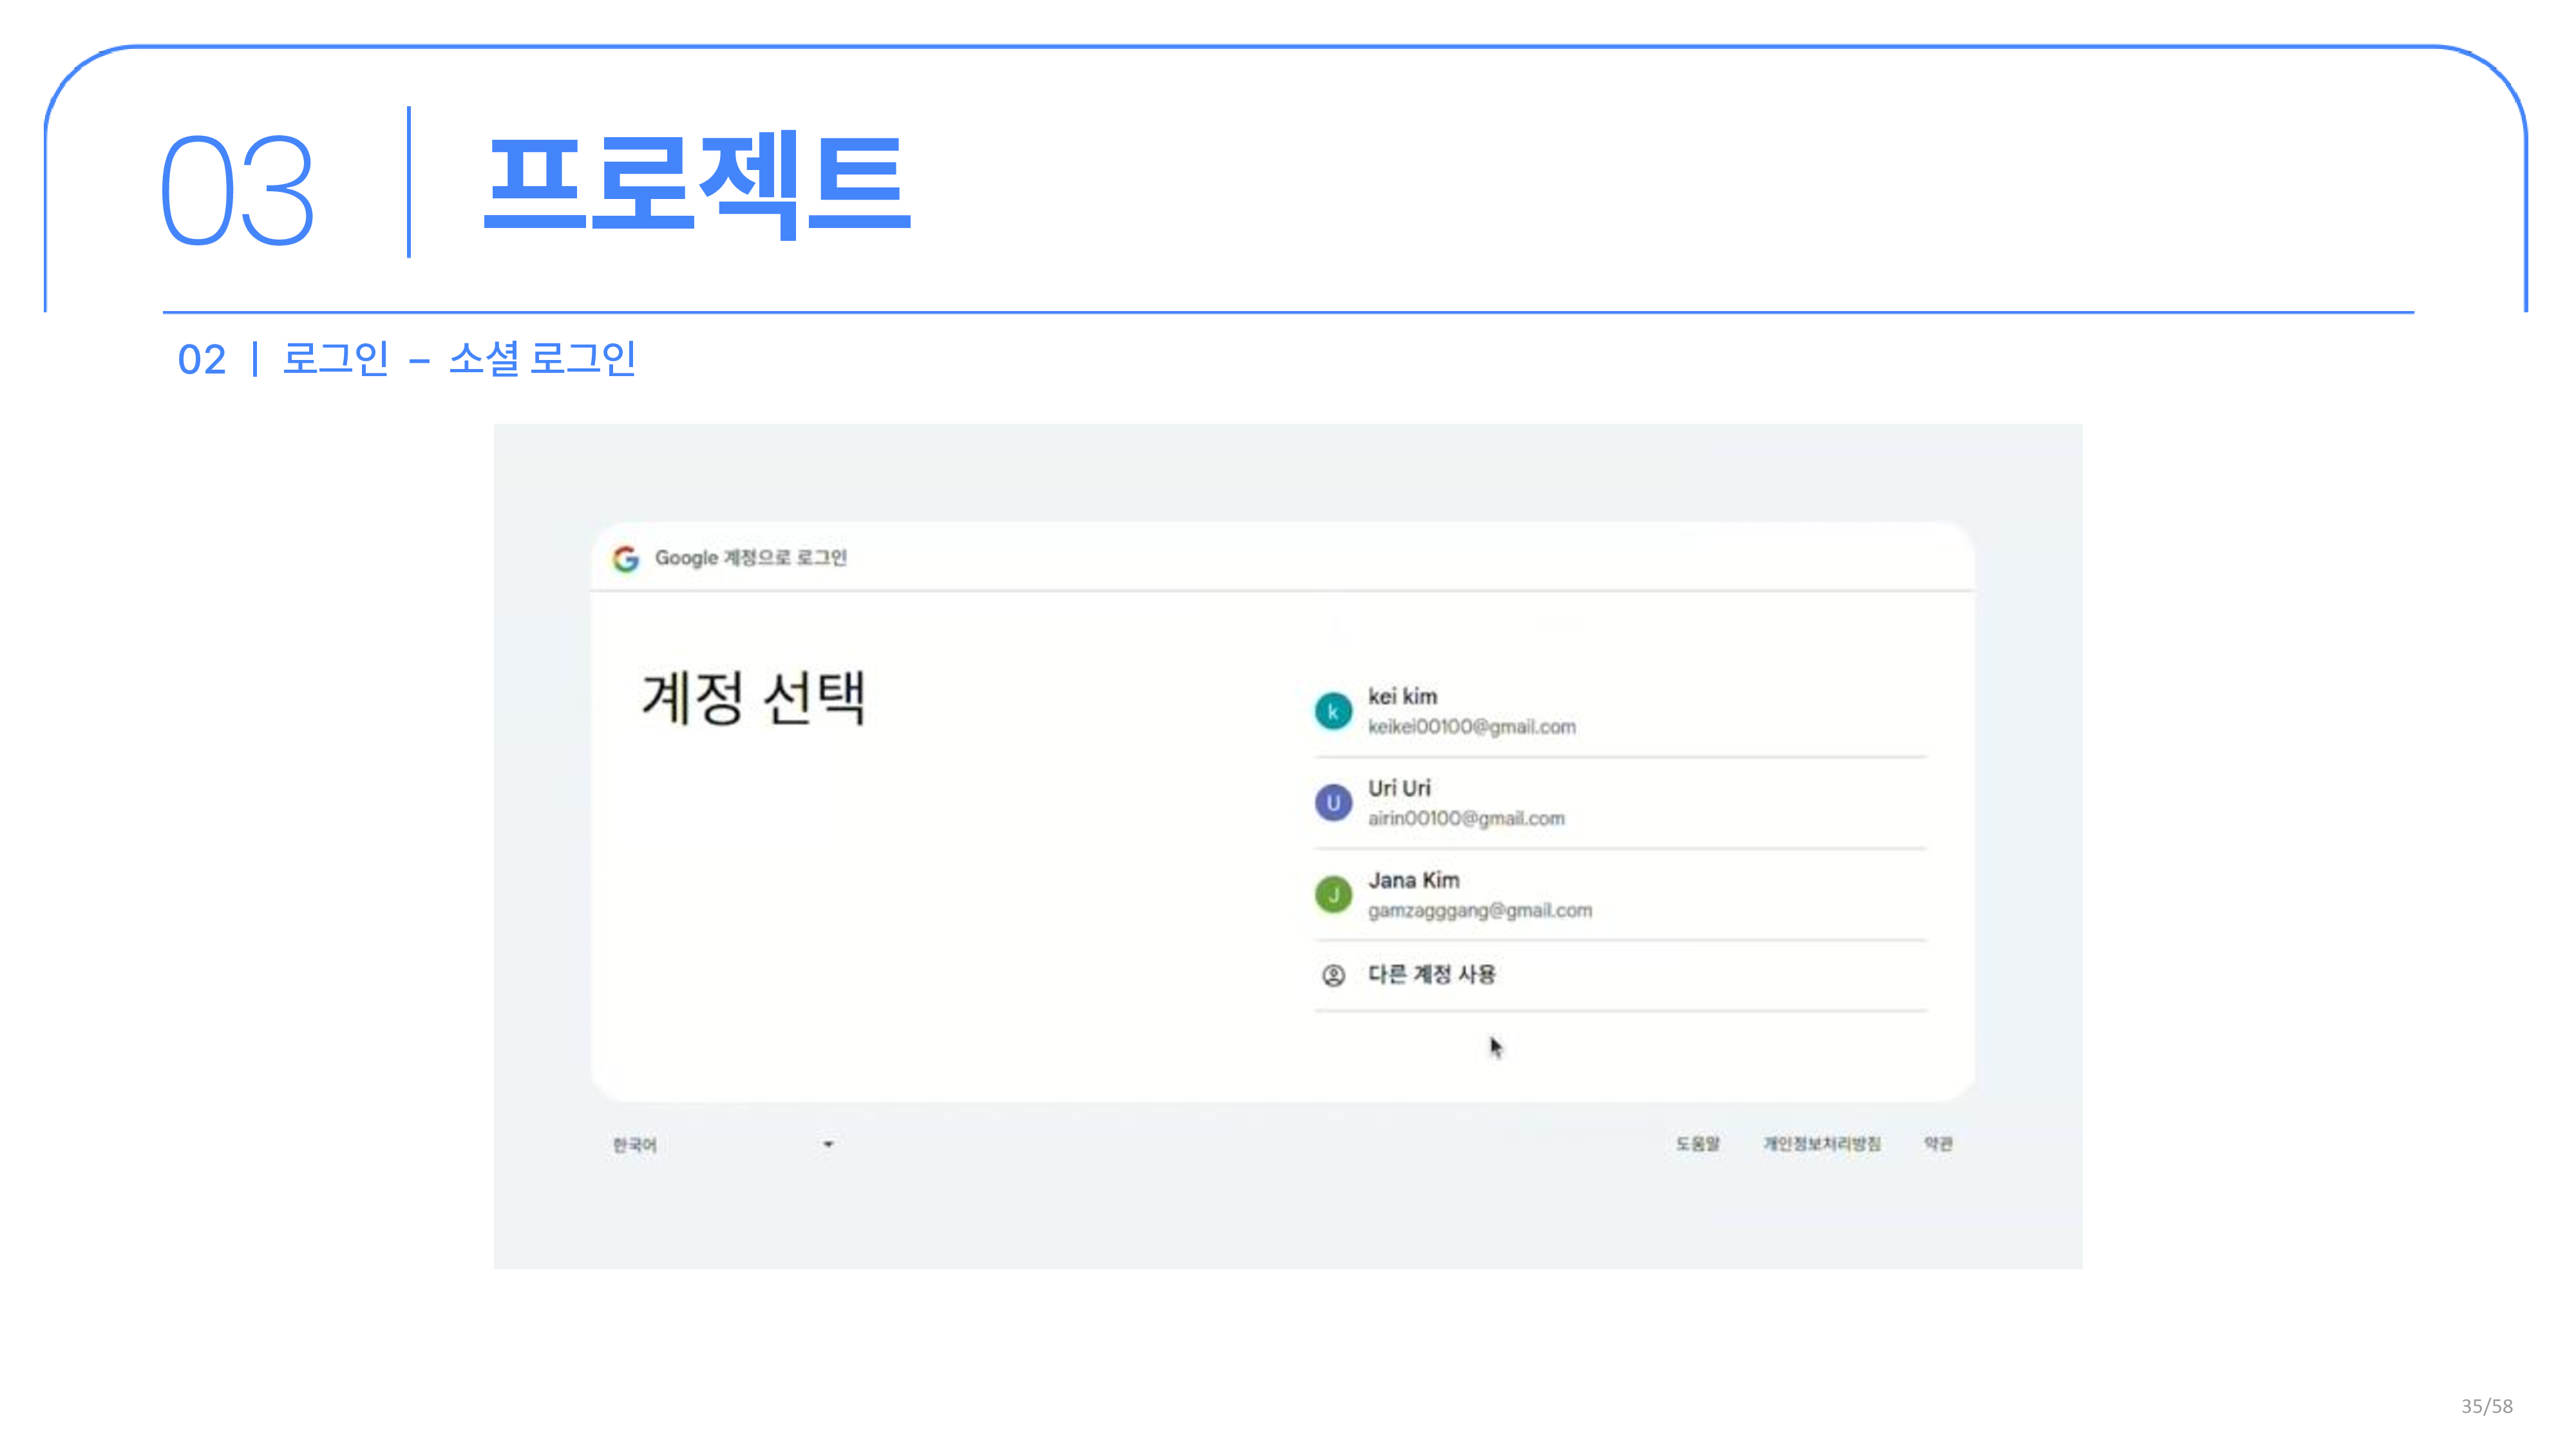 03 | 프로젝트
02 | 로그인 – 소셜 로그인
Google 계정으로 로그인
계정 선택
k kei kim
keikei00100@gmail.com
U Uri Uri
airin00100@gmail.com
J Jana Kim
gamzagggang@gmail.com
다른 계정 사용
한국어
도움말 개인정보처리방침 약관
35/58